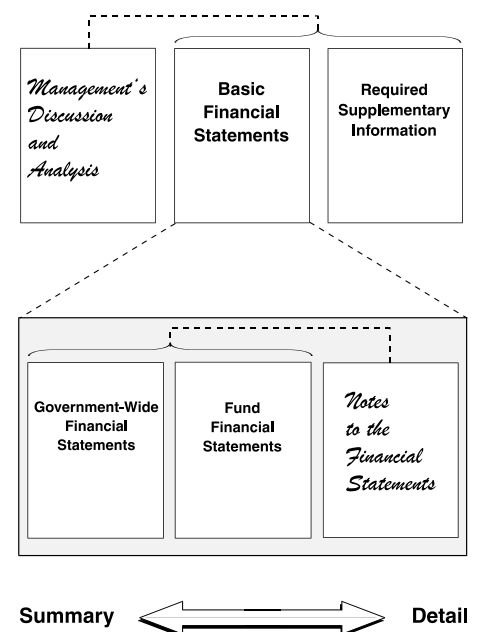 Management's
Discussion
and
Analysis
Basic
Financial
Statements
Required
Supplementary
Information
Government-Wide
Financial
Statements
Fund
Financial
Statements
Notes
to the
Financial
Statements
Summary
Detail